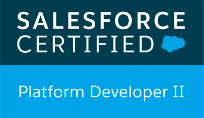 SALESFORCE
CERTIFIED
Platform Developer II